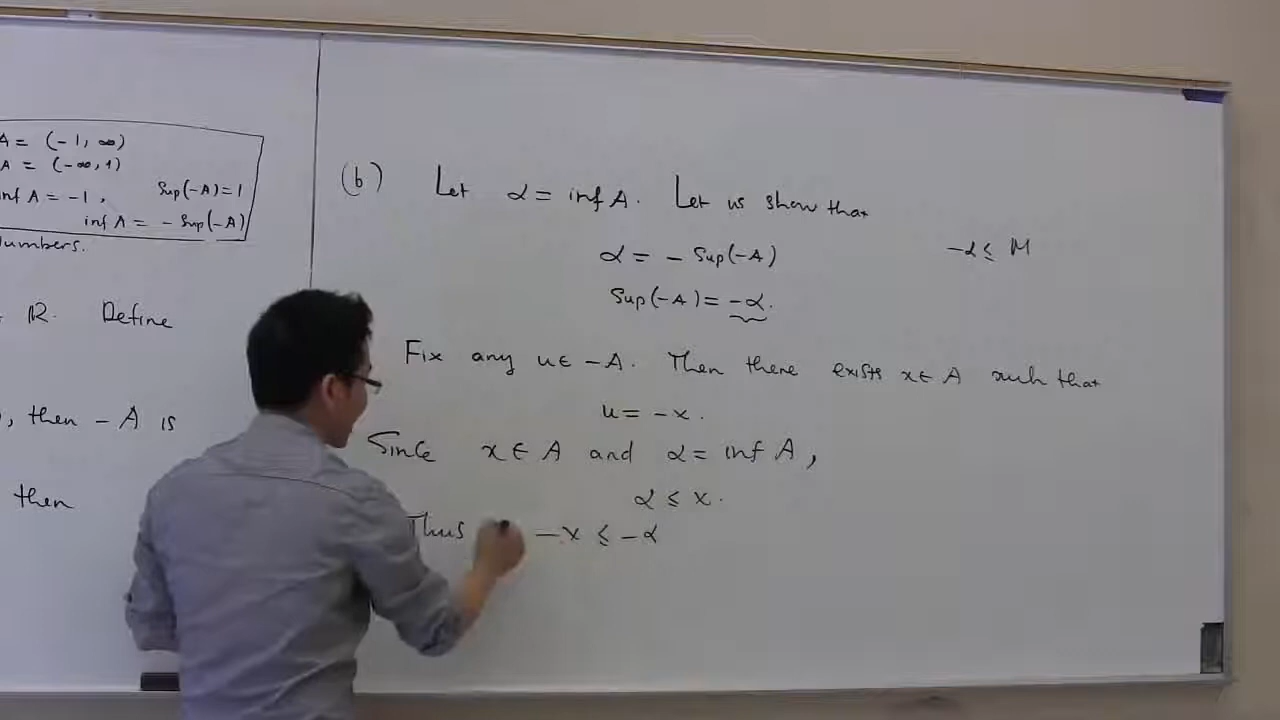 A = (-1, ∞)
A = (-∞, 1)
inf A = -1, Sup(-A)=1
inf A = - Sup(-A)
numbers.
R. Define
, then - A is
then
(b) Let α = inf A. Let us show that
α = - Sup(-A)
-α ≤ M
Sup(-A) = -α.
Fix any u ∈ -A. Then there exists x ∈ A such that
u = -x.
Since x ∈ A and α = inf A,
α ≤ x.
Thus -x ≤ -α